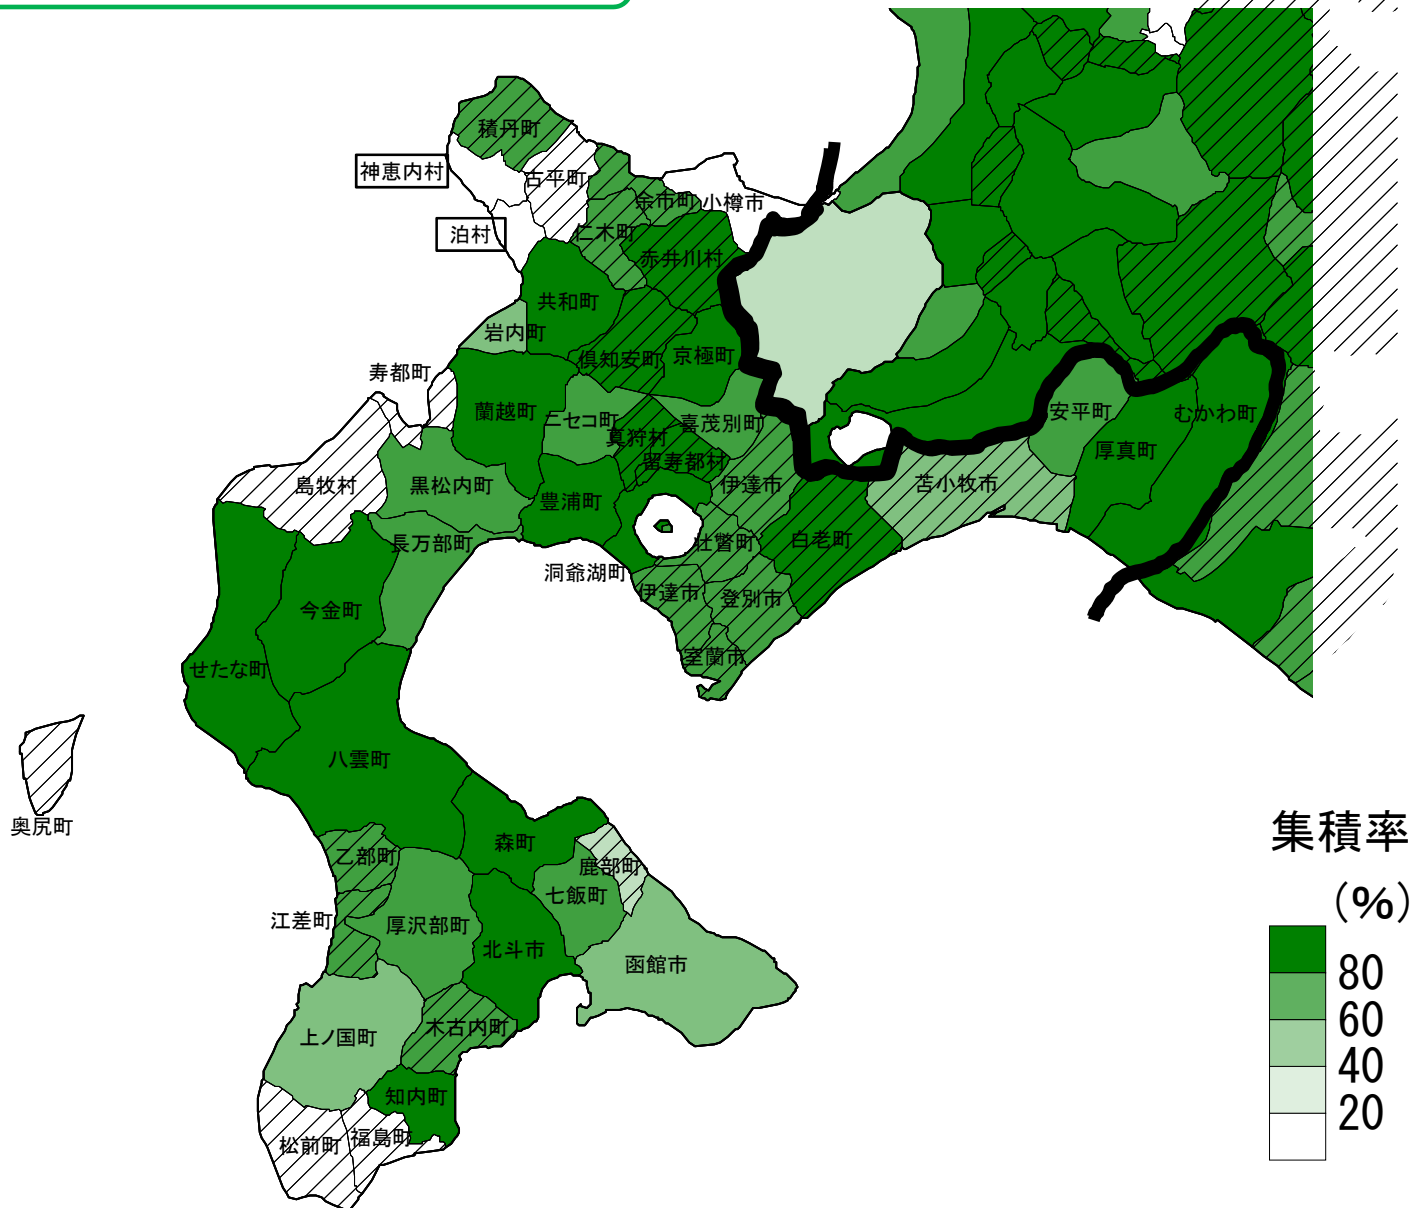 積丹町
神恵内村
古平町
余市町
小樽市
泊村
仁木町
赤井川村
共和町
岩内町
倶知安町
京極町
寿都町
蘭越町
ニセコ町
真狩村
喜茂別町
留寿都村
安平町
むかわ町
厚真町
島牧村
黒松内町
豊浦町
伊達市
苫小牧市
長万部町
壮瞥町
白老町
洞爺湖町
伊達市
登別市
今金町
室蘭市
せたな町
八雲町
奥尻町
森町
乙部町
鹿部町
七飯町
江差町
厚沢部町
北斗市
函館市
上ノ国町
木古内町
知内町
松前町
福島町
集積率
(%)
80
60
40
20